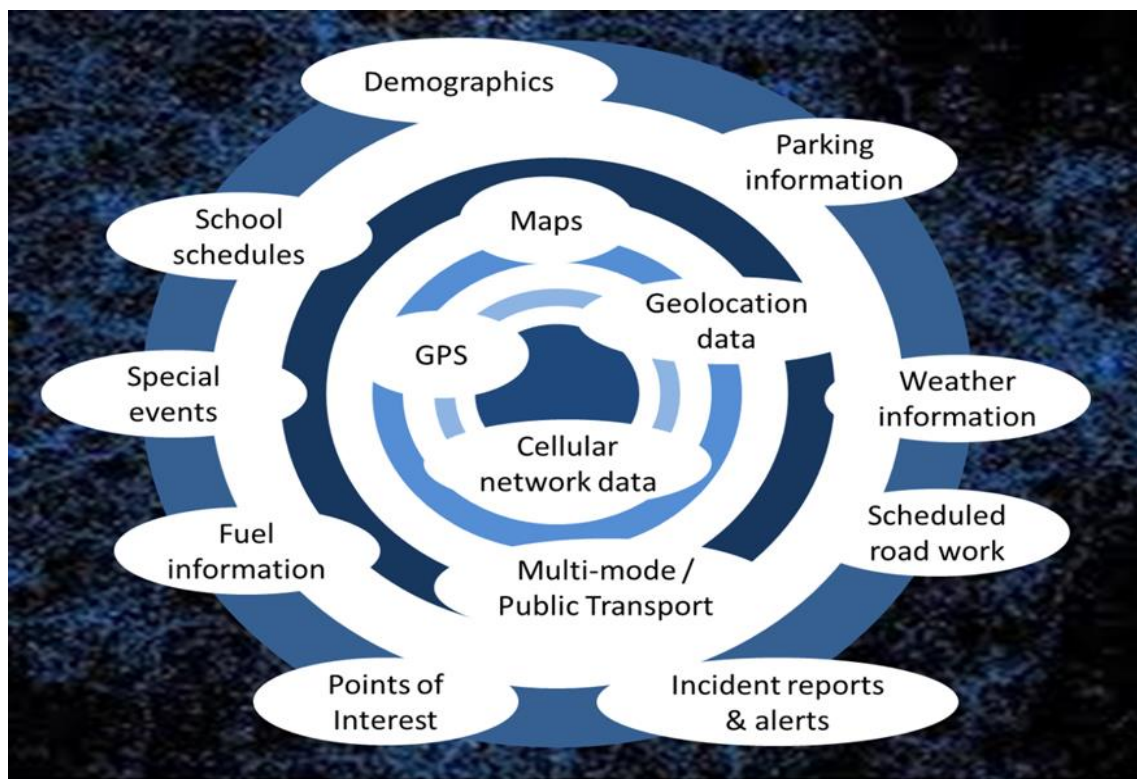 Demographics
Parking
information
School
schedules
Maps
Geolocation
data
GPS
Special
events
Weather
information
Cellular
network data
Scheduled
road work
Fuel
information
Multi-mode /
Public Transport
Points of
Interest
Incident reports
& alerts